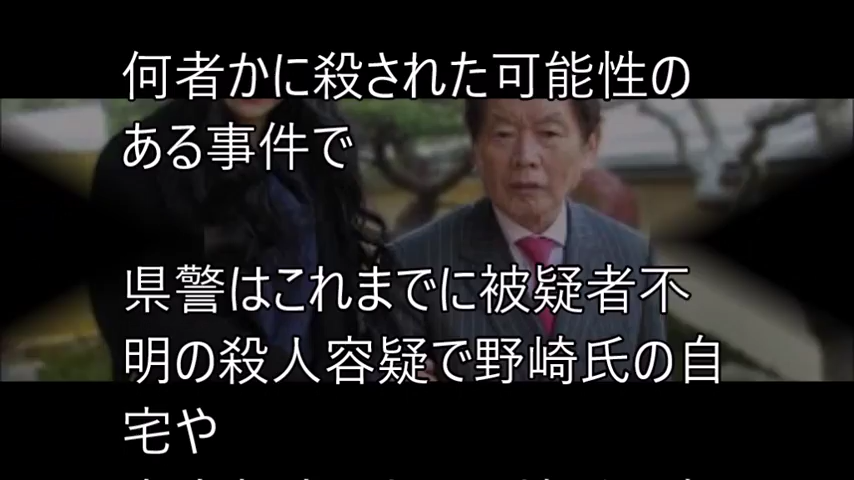 何者かに殺された可能性の
ある事件で
県警はこれまでに被疑者不
明の殺人容疑で野崎氏の自
宅や